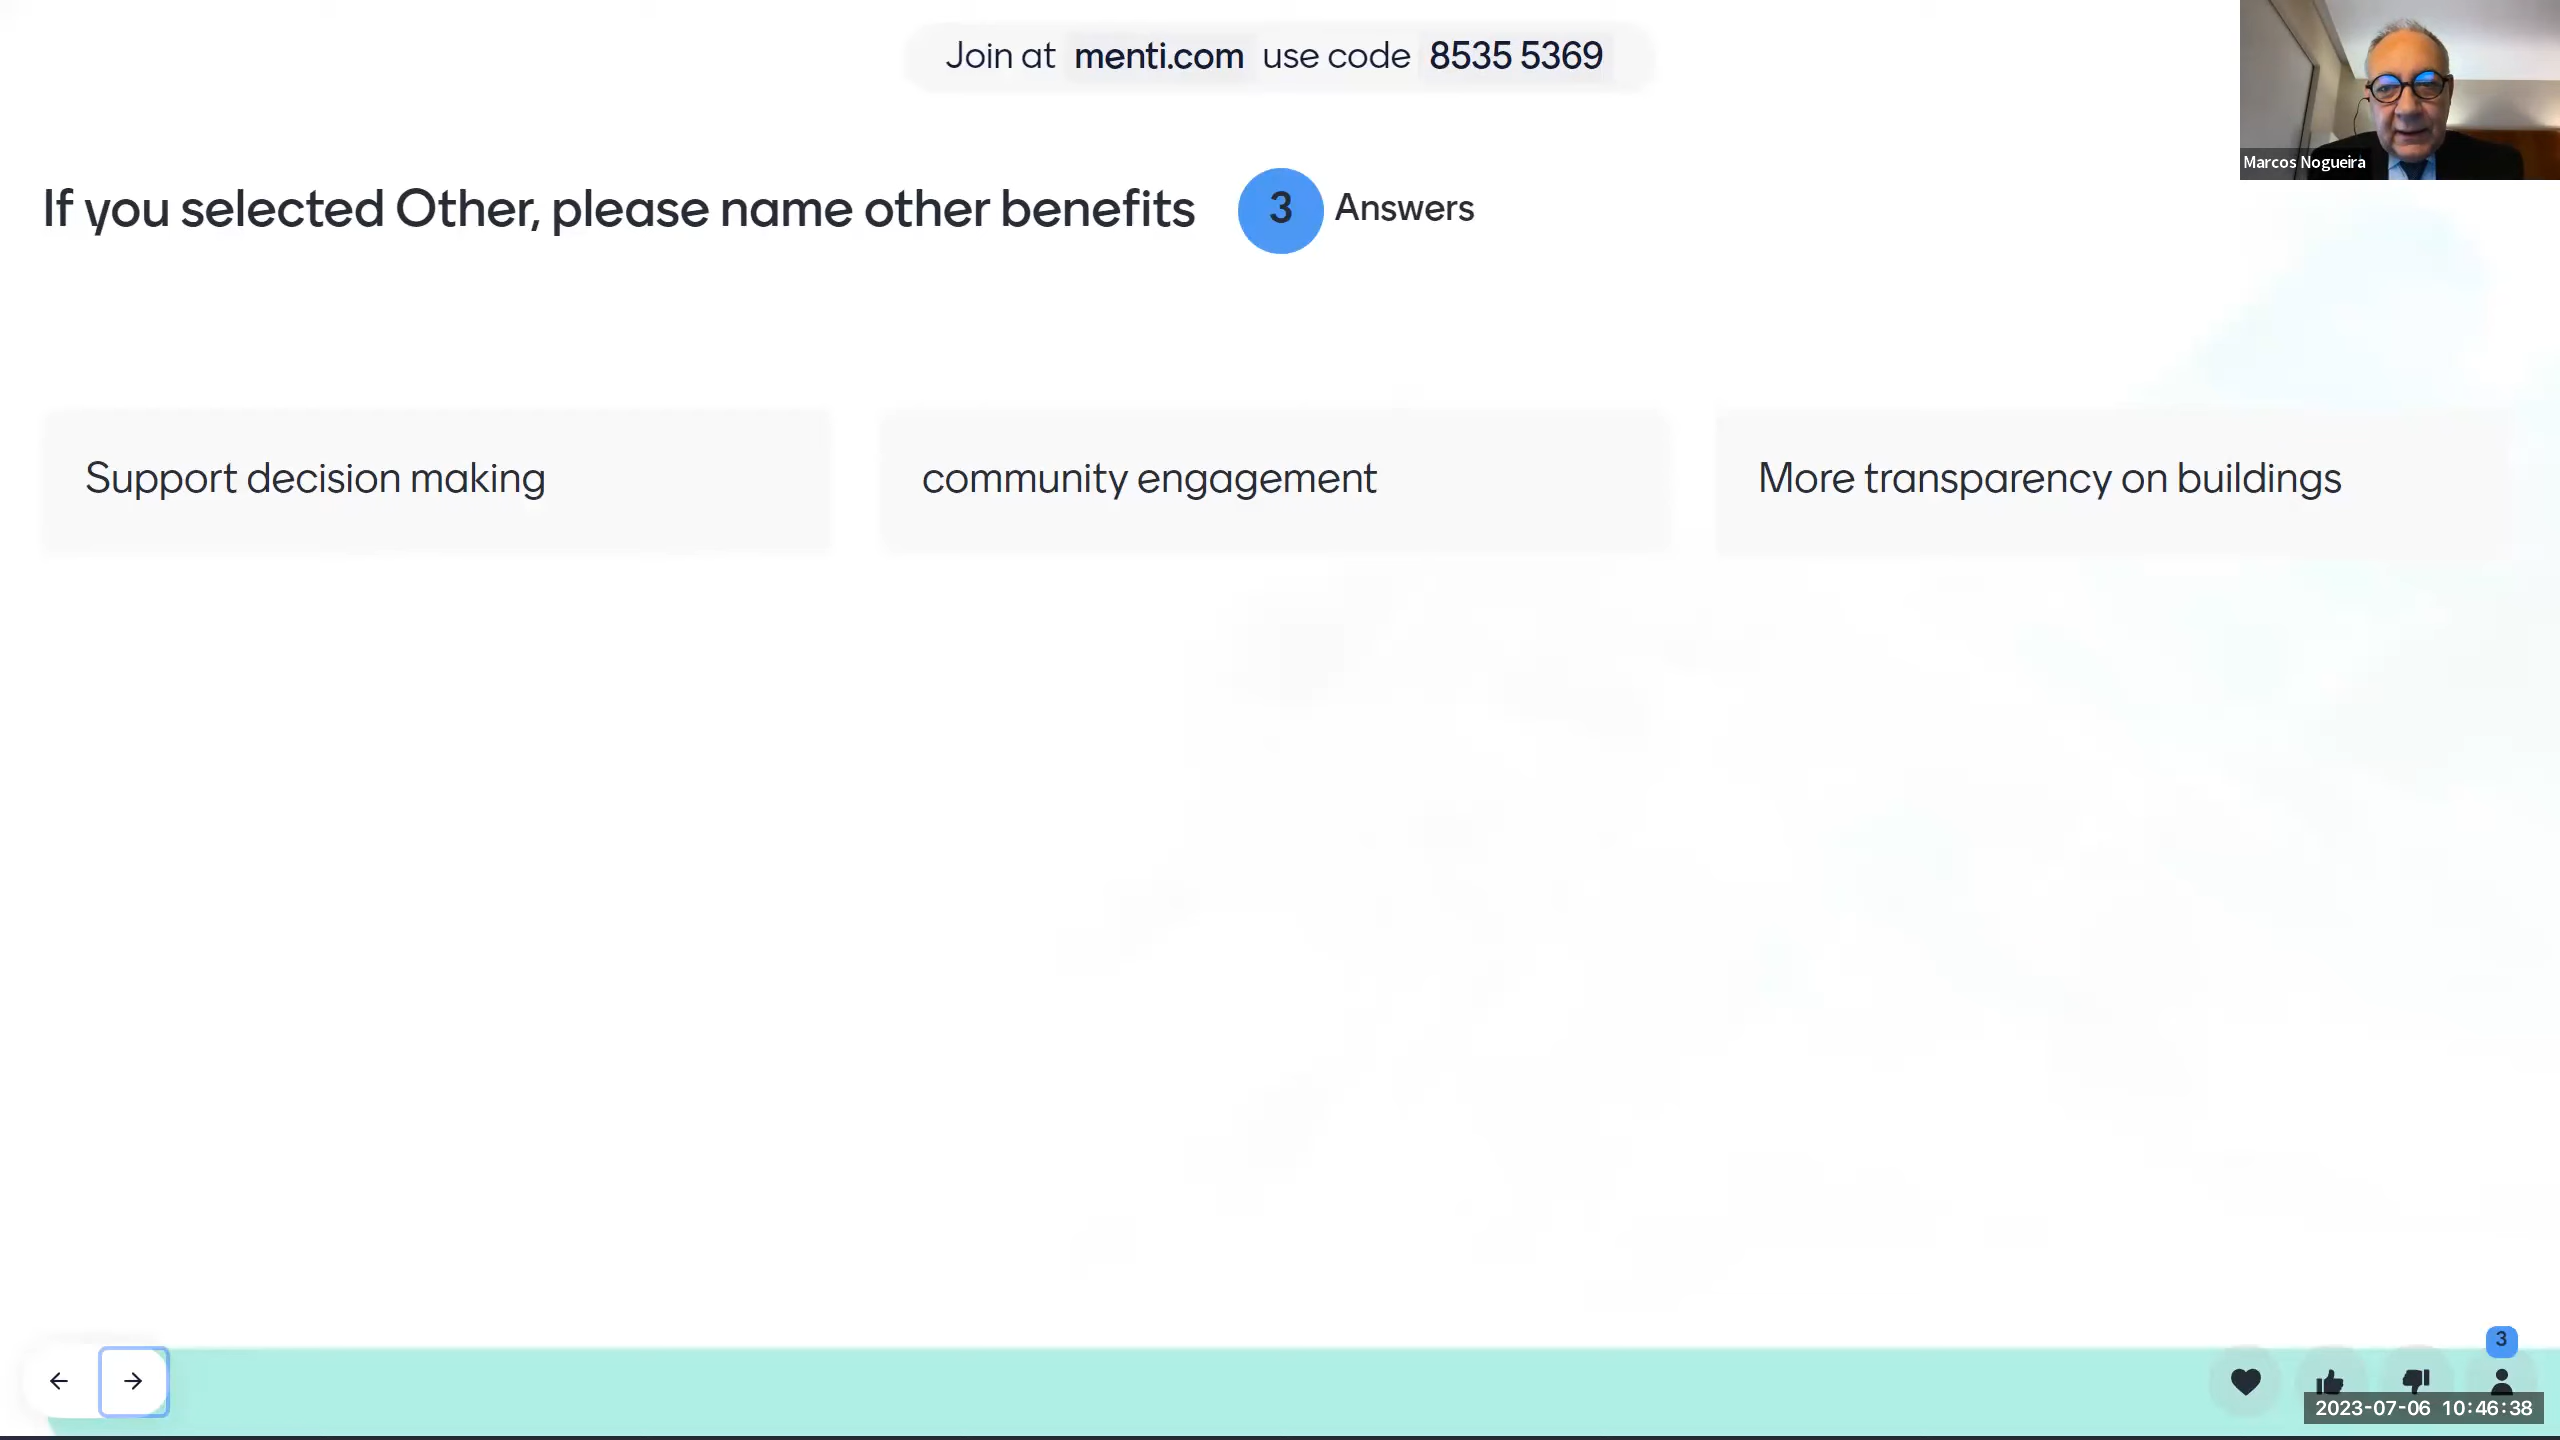 Join at menti.com use code 8535 5369
Marcos Nogueira
If you selected Other, please name other benefits 3 Answers
Support decision making
community engagement
More transparency on buildings
3
2023-07-06 10:46:38